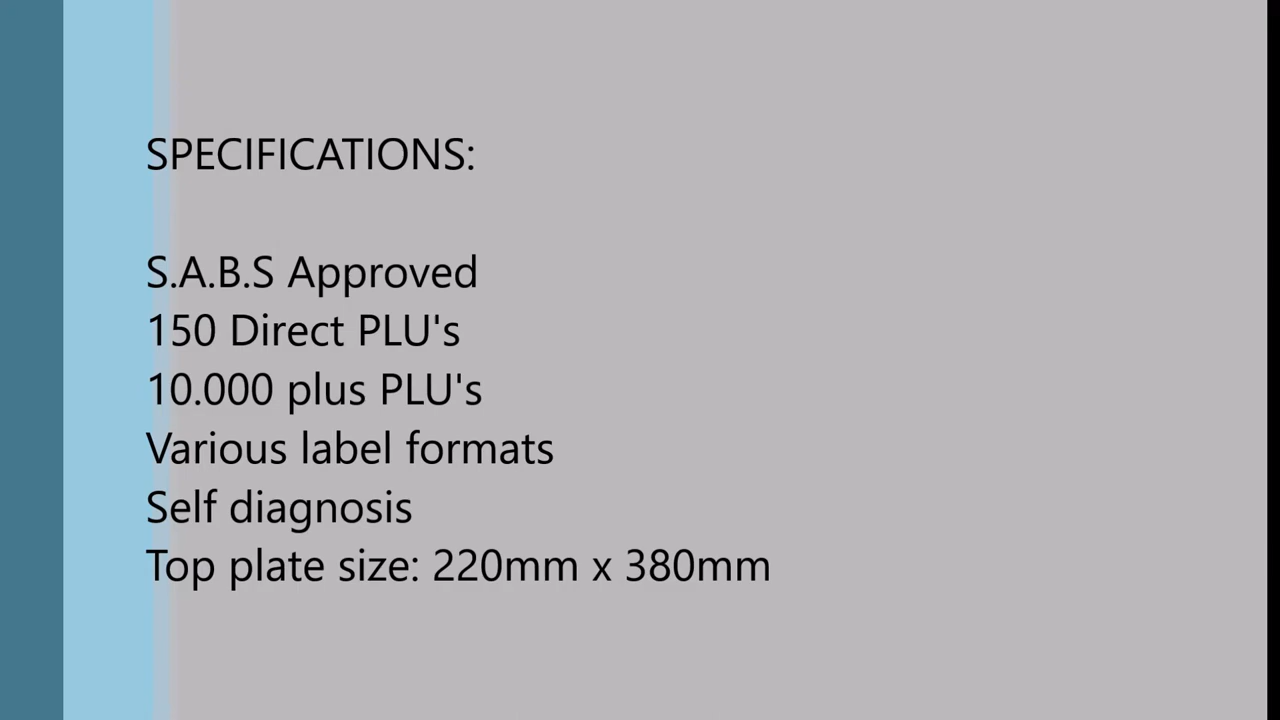 SPECIFICATIONS:
S.A.B.S Approved
150 Direct PLU's
10.000 plus PLU's
Various label formats
Self diagnosis
Top plate size: 220mm x 380mm